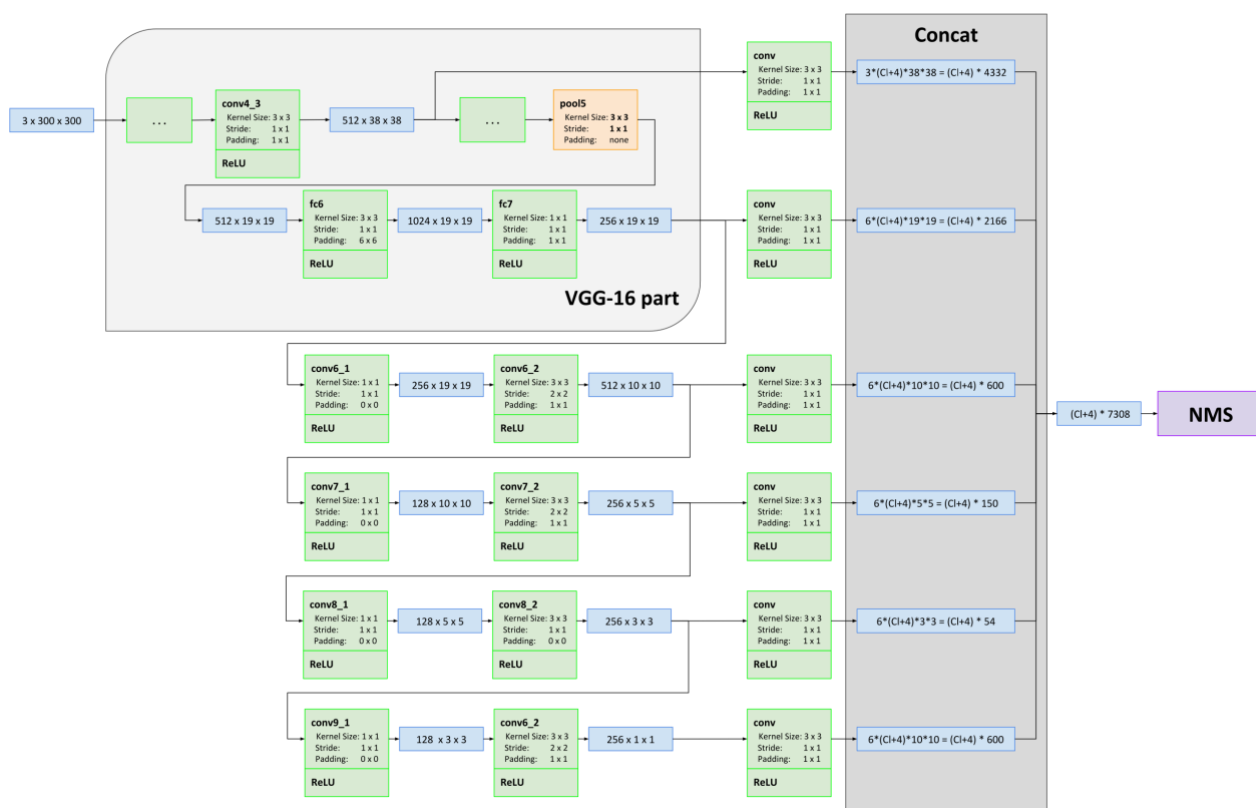 Concat
3 x 300 x 300
. . .
conv4_3
Kernel Size: 3 x 3
Stride: 1 x 1
Padding: 1 x 1
ReLU
512 x 38 x 38
. . .
pool5
Kernel Size: 3 x 3
Stride: 1 x 1
Padding: none
conv
Kernel Size: 3 x 3
Stride: 1 x 1
Padding: 1 x 1
ReLU
3*(Cl+4)*38*38 = (Cl+4) * 4332
512 x 19 x 19
fc6
Kernel Size: 3 x 3
Stride: 1 x 1
Padding: 6 x 6
ReLU
1024 x 19 x 19
fc7
Kernel Size: 1 x 1
Stride: 1 x 1
Padding: 1 x 1
ReLU
256 x 19 x 19
VGG-16 part
conv
Kernel Size: 3 x 3
Stride: 1 x 1
Padding: 1 x 1
ReLU
6*(Cl+4)*19*19 = (Cl+4) * 2166
conv6_1
Kernel Size: 1 x 1
Stride: 1 x 1
Padding: 0 x 0
ReLU
256 x 19 x 19
conv6_2
Kernel Size: 3 x 3
Stride: 2 x 2
Padding: 1 x 1
ReLU
512 x 10 x 10
conv
Kernel Size: 3 x 3
Stride: 1 x 1
Padding: 1 x 1
ReLU
6*(Cl+4)*10*10 = (Cl+4) * 600
conv7_1
Kernel Size: 1 x 1
Stride: 1 x 1
Padding: 0 x 0
ReLU
128 x 10 x 10
conv7_2
Kernel Size: 3 x 3
Stride: 2 x 2
Padding: 1 x 1
ReLU
256 x 5 x 5
conv
Kernel Size: 3 x 3
Stride: 1 x 1
Padding: 1 x 1
ReLU
6*(Cl+4)*5*5 = (Cl+4) * 150
conv8_1
Kernel Size: 1 x 1
Stride: 1 x 1
Padding: 0 x 0
ReLU
128 x 5 x 5
conv8_2
Kernel Size: 3 x 3
Stride: 1 x 1
Padding: 0 x 0
ReLU
256 x 3 x 3
conv
Kernel Size: 3 x 3
Stride: 1 x 1
Padding: 1 x 1
ReLU
6*(Cl+4)*3*3 = (Cl+4) * 54
conv9_1
Kernel Size: 1 x 1
Stride: 1 x 1
Padding: 0 x 0
ReLU
128 x 3 x 3
conv6_2
Kernel Size: 3 x 3
Stride: 2 x 2
Padding: 1 x 1
ReLU
256 x 1 x 1
conv
Kernel Size: 3 x 3
Stride: 1 x 1
Padding: 1 x 1
ReLU
6*(Cl+4)*10*10 = (Cl+4) * 600
(Cl+4) * 7308
NMS